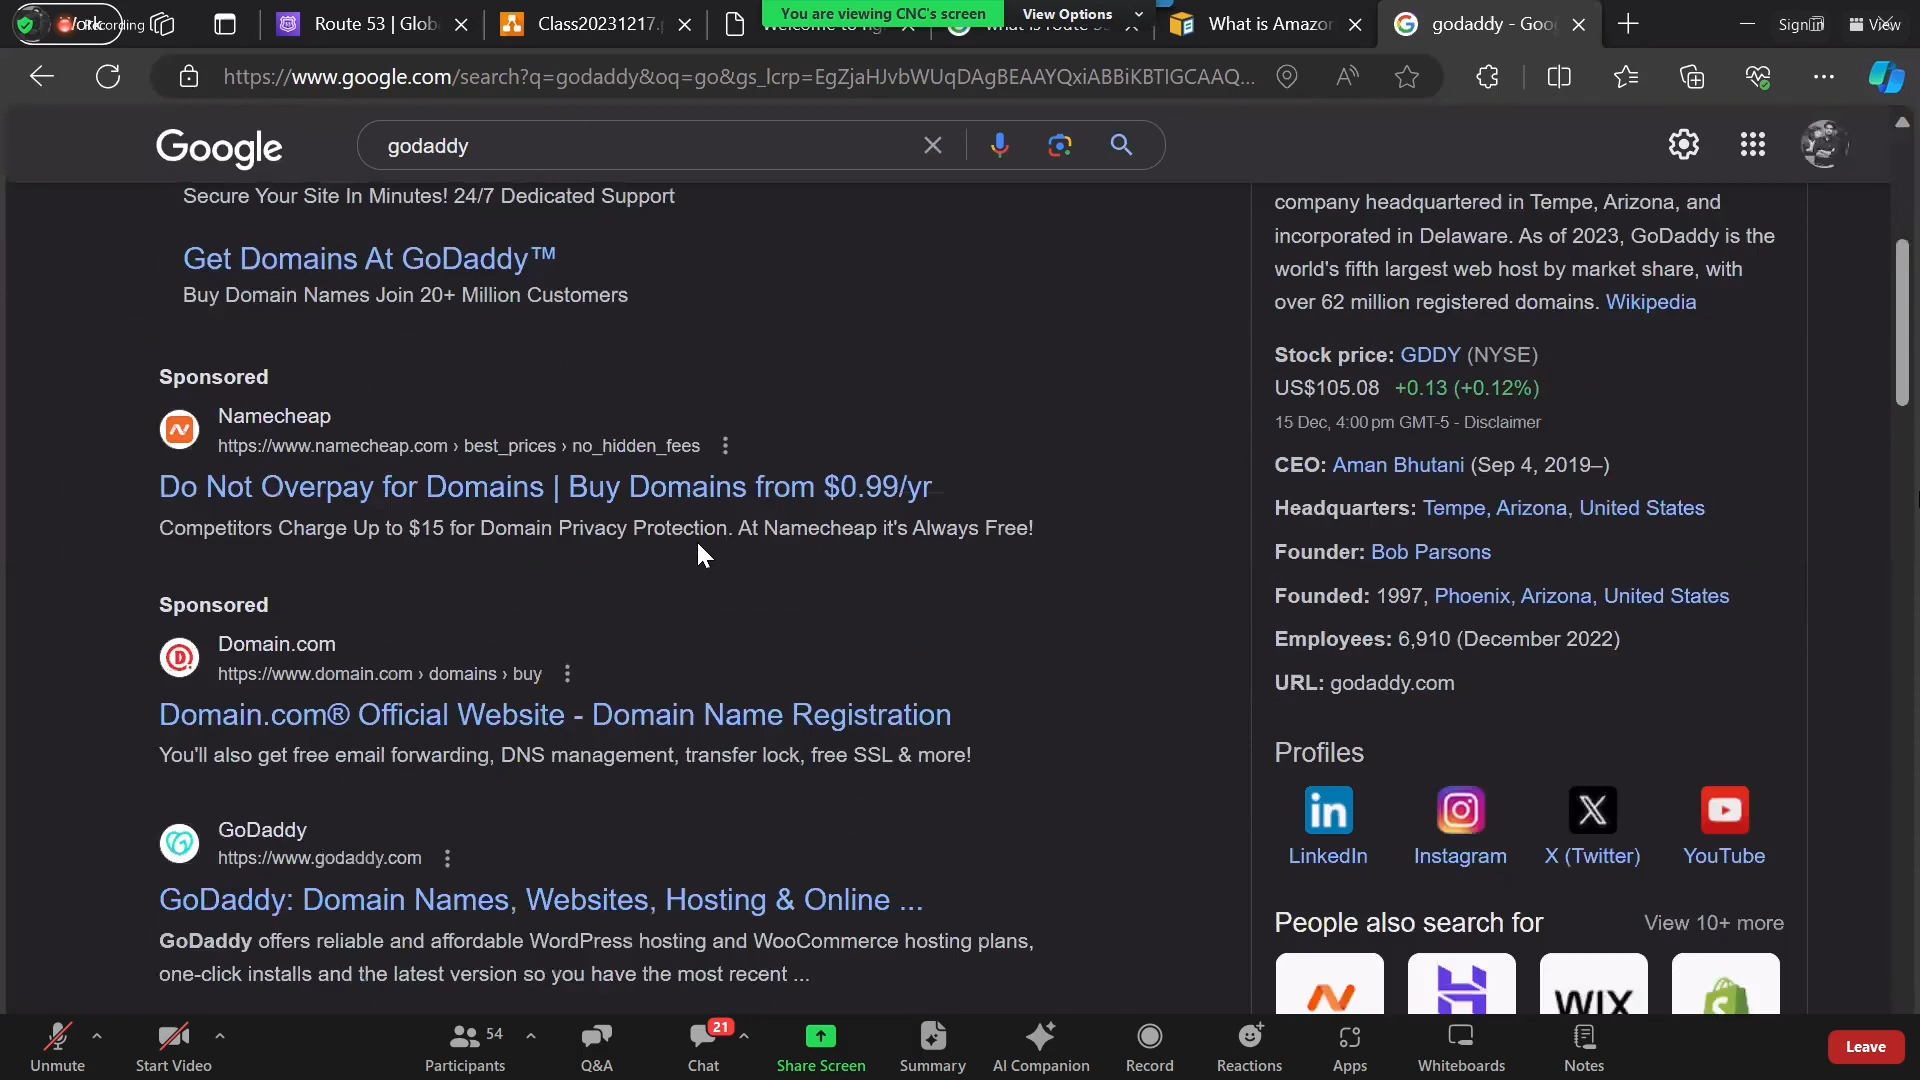 Work
Recording
Route 53 | Glob
Class20231217.
You are viewing CNC's screen
View Options
What is Amazon
godaddy - Goo
Sign in
View
https://www.google.com/search?q=godaddy&oq=go&gs_lcrp=EgZjaHJvbWUqDAgBEAAYQxiABBiKBTIGCAAQ...
Google
godaddy
Secure Your Site In Minutes! 24/7 Dedicated Support
Get Domains At GoDaddy™
Buy Domain Names Join 20+ Million Customers
Sponsored
Namecheap
https://www.namecheap.com › best_prices › no_hidden_fees
Do Not Overpay for Domains | Buy Domains from $0.99/yr
Competitors Charge Up to $15 for Domain Privacy Protection. At Namecheap it's Always Free!
Sponsored
Domain.com
https://www.domain.com › domains › buy
Domain.com® Official Website - Domain Name Registration
You'll also get free email forwarding, DNS management, transfer lock, free SSL & more!
GoDaddy
https://www.godaddy.com
GoDaddy: Domain Names, Websites, Hosting & Online ...
GoDaddy offers reliable and affordable WordPress hosting and WooCommerce hosting plans,
one-click installs and the latest version so you have the most recent ...
company headquartered in Tempe, Arizona, and
incorporated in Delaware. As of 2023, GoDaddy is the
world's fifth largest web host by market share, with
over 62 million registered domains. Wikipedia
Stock price: GDDY (NYSE)
US$105.08 +0.13 (+0.12%)
15 Dec, 4:00 pm GMT-5 - Disclaimer
CEO: Aman Bhutani (Sep 4, 2019–)
Headquarters: Tempe, Arizona, United States
Founder: Bob Parsons
Founded: 1997, Phoenix, Arizona, United States
Employees: 6,910 (December 2022)
URL: godaddy.com
Profiles
LinkedIn
Instagram
X (Twitter)
YouTube
People also search for
View 10+ more
WIX
54
21
Unmute
Start Video
Participants
Q&A
Chat
Share Screen
Summary
AI Companion
Record
Reactions
Apps
Whiteboards
Notes
Leave